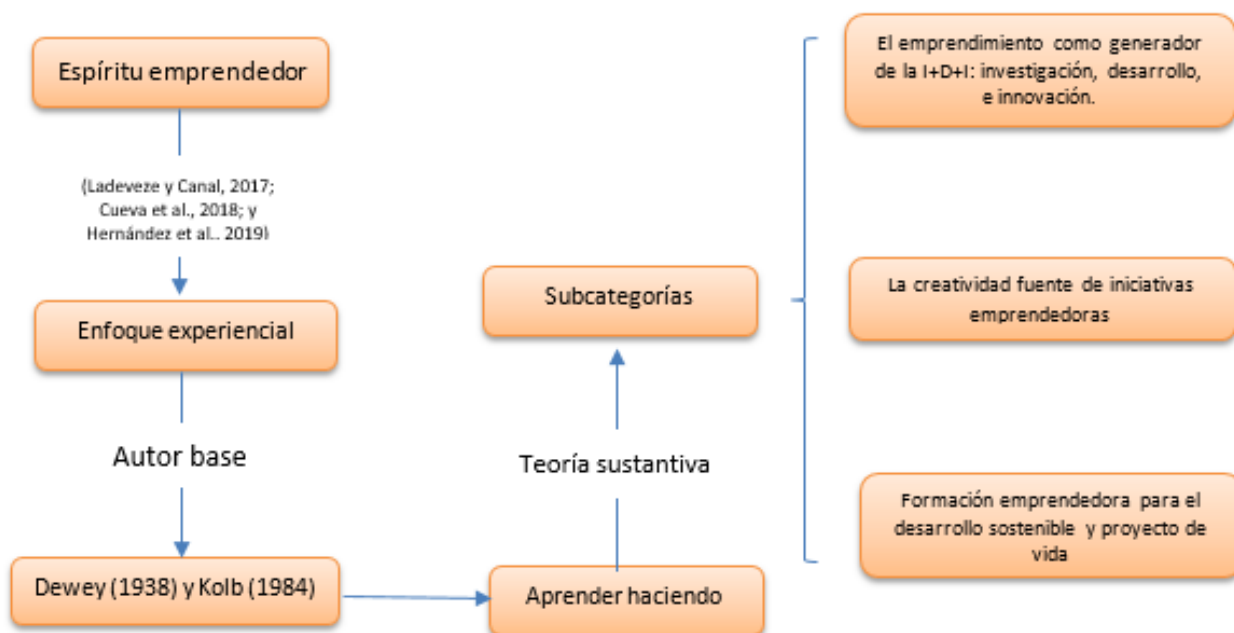 Espíritu emprendedor
(Ladeveze y Canal, 2017;
Cueva et al., 2018; y
Hernández et al.. 2019)
Enfoque experiencial
Autor base
Dewey (1938) y Kolb (1984)
Aprender haciendo
Teoría sustantiva
Subcategorías
El emprendimiento como generador
de la I+D+I: investigación, desarrollo,
e innovación.
La creatividad fuente de iniciativas
emprendedoras
Formación emprendedora para el
desarrollo sostenible y proyecto de
vida